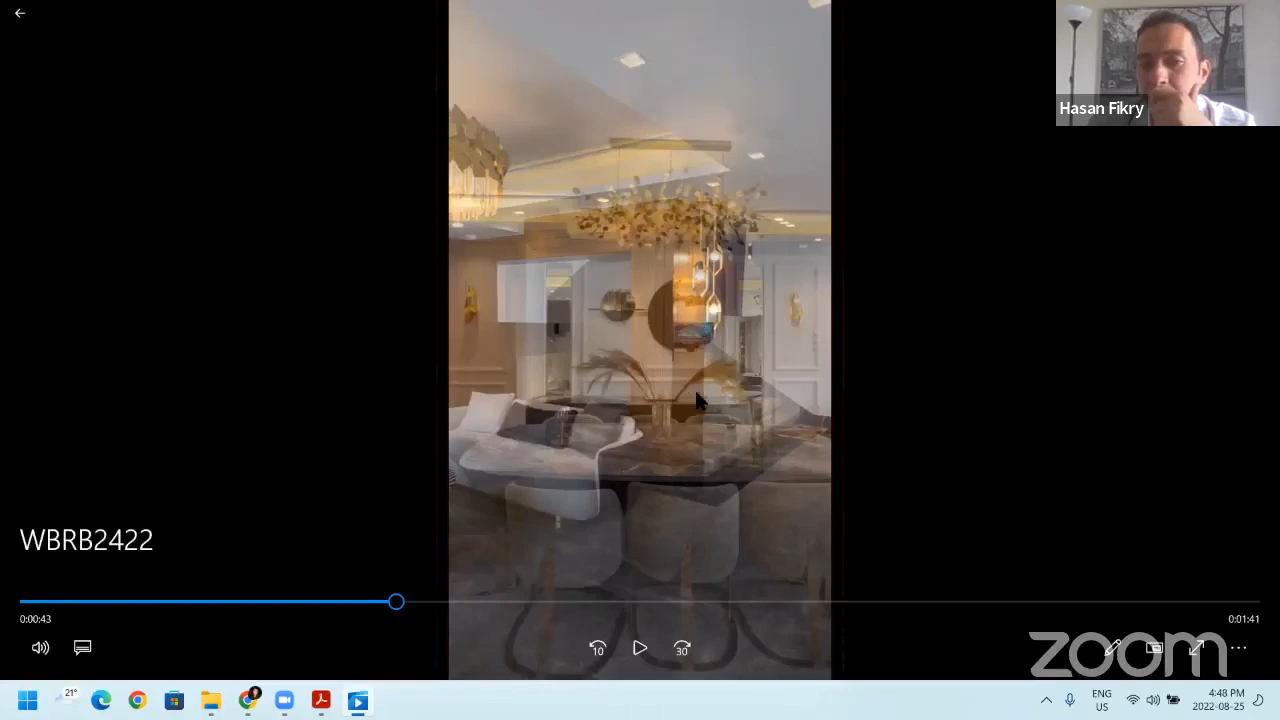 Hasan Fikry
WBRB2422
0:00:43
0:01:41
10
30
zoom
21°
ENG
US
4:48 PM
2022-08-25